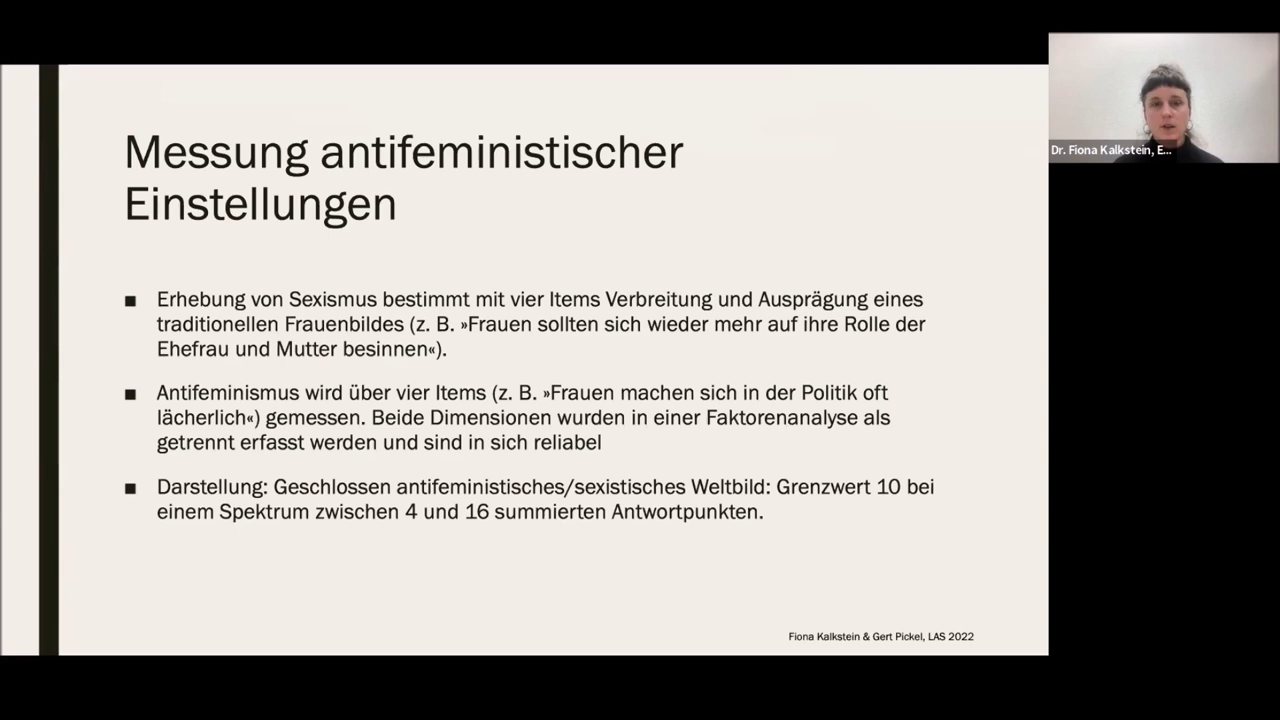 Messung antifeministischer
Einstellungen
■ Erhebung von Sexismus bestimmt mit vier Items Verbreitung und Ausprägung eines
traditionellen Frauenbildes (z. B. »Frauen sollten sich wieder mehr auf ihre Rolle der
Ehefrau und Mutter besinnen«).
■ Antifeminismus wird über vier Items (z. B. »Frauen machen sich in der Politik oft
lächerlich«) gemessen. Beide Dimensionen wurden in einer Faktorenanalyse als
getrennt erfasst werden und sind in sich reliabel
■ Darstellung: Geschlossen antifeministisches/sexistisches Weltbild: Grenzwert 10 bei
einem Spektrum zwischen 4 und 16 summierten Antwortpunkten.
Fiona Kalkstein & Gert Pickel, LAS 2022
Dr. Fiona Kalkstein, E...